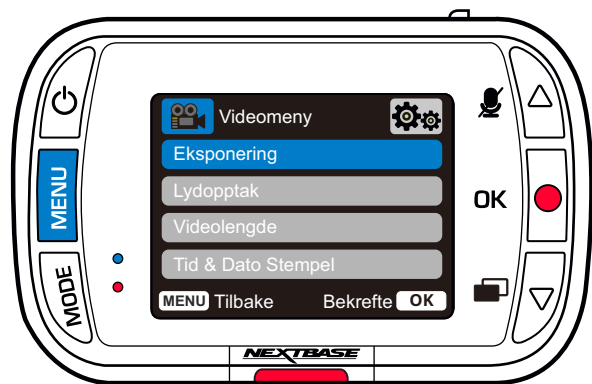 Videomeny
Eksponering
Lydopptak
Videolengde
Tid & Dato Stempel
MENU Tilbake Bekrefte OK
MENU
MODE
OK
NEXTBASE